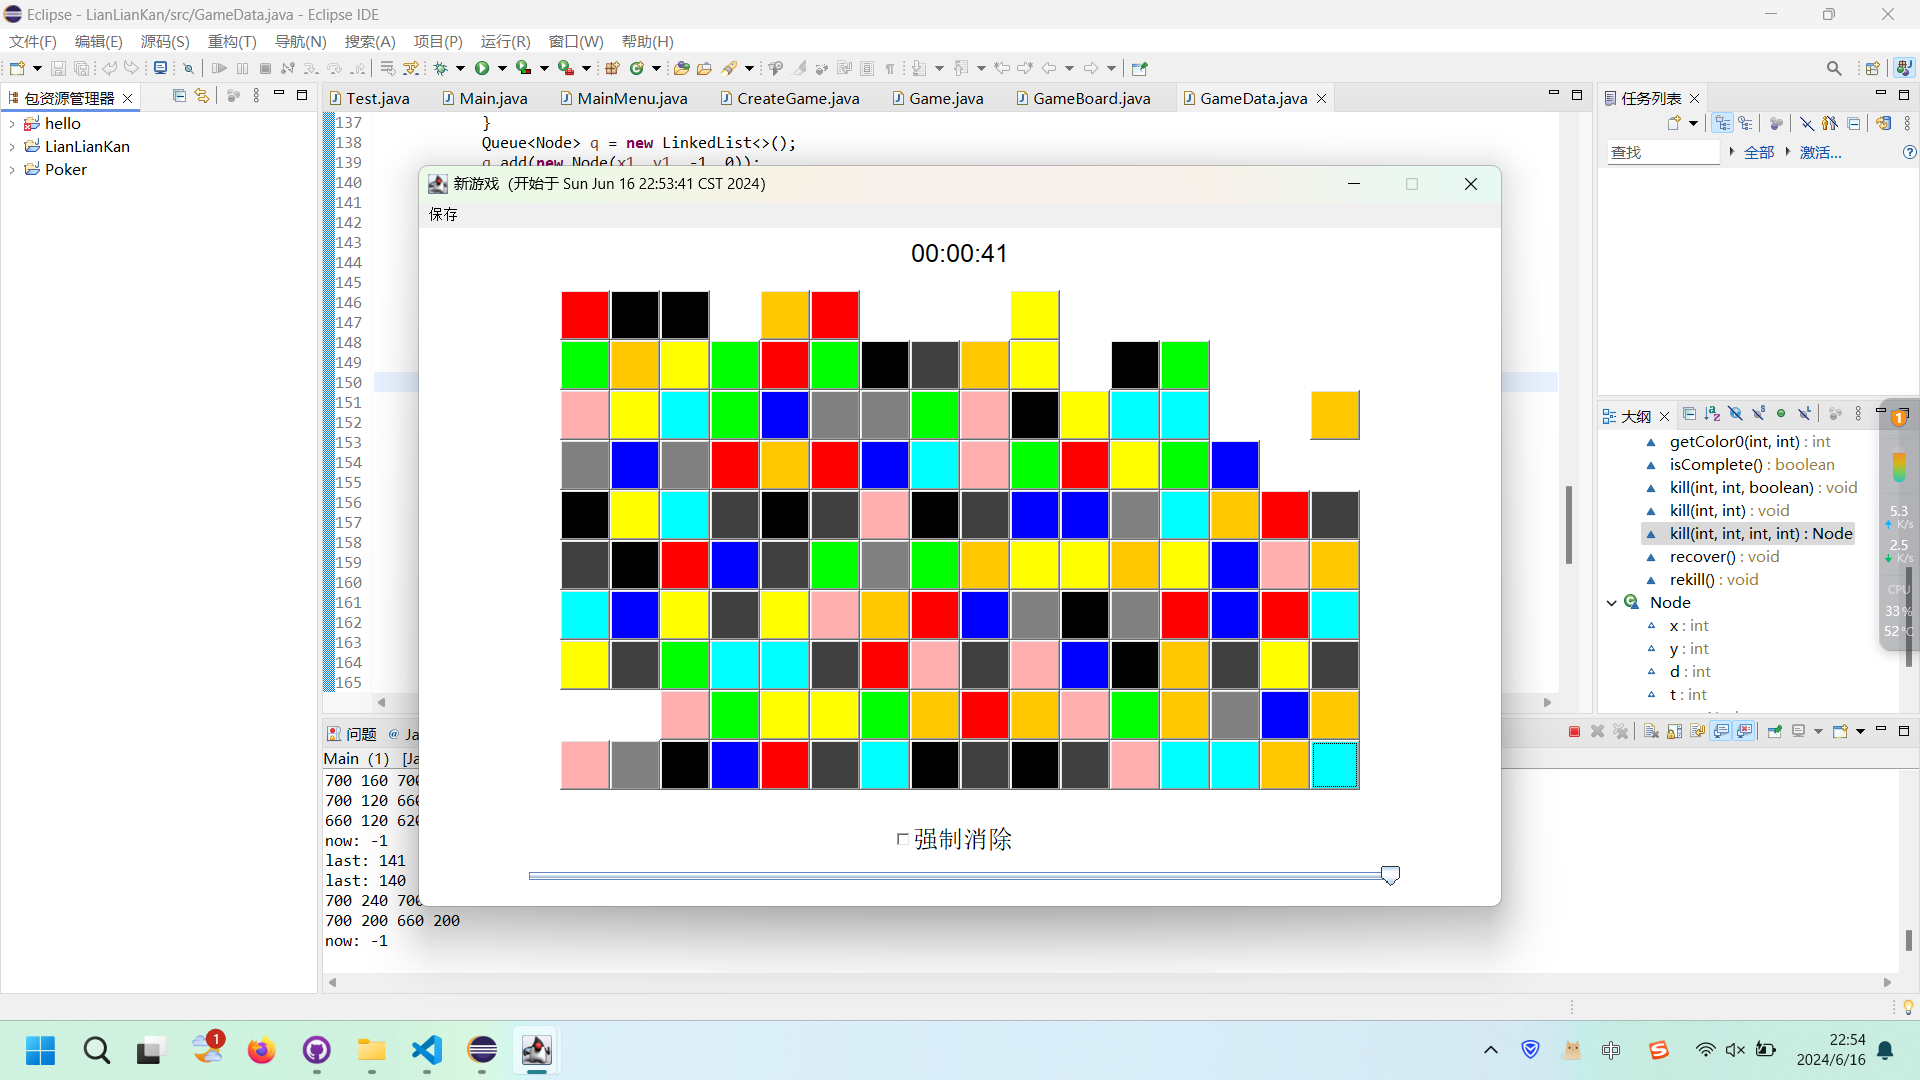 Eclipse - LianLianKan/src/GameData.java - Eclipse IDE
文件(F) 编辑(E) 源码(S) 重构(T) 导航(N) 搜索(A) 项目(P) 运行(R) 窗口(W) 帮助(H)
包资源管理器
hello
LianLianKan
Poker
Test.java Main.java MainMenu.java CreateGame.java Game.java GameBoard.java GameData.java
137 }
138 Queue<Node> q = new LinkedList<>();
139 q.add(new Node(x1, y1, -1, 0));
140
141
142
143
144
145
146
147
148
149
150
151
152
153
154
155
156
157
158
159
160
161
162
163
164
165
新游戏 (开始于 Sun Jun 16 22:53:41 CST 2024)
保存
00:00:41
强制消除
任务列表
查找 全部 激活...
大纲
getColor0(int, int) : int
isComplete() : boolean
kill(int, int, boolean) : void
kill(int, int) : void
kill(int, int, int, int) : Node
recover() : void
rekill() : void
Node
x : int
y : int
d : int
t : int
1
5.3
K/s
2.5
K/s
CPU
33%
52°C
问题 @ Ja
Main (1) [Ja
700 160 700
700 120 660
660 120 620
now: -1
last: 141
last: 140
700 240 700
700 200 660 200
now: -1
1
中
22:54
2024/6/16